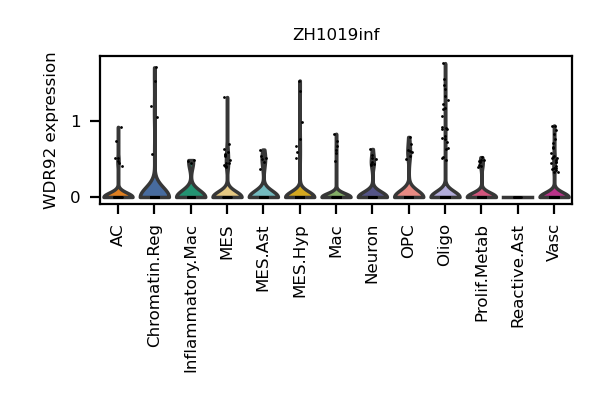 ZH1019inf
WDR92 expression
1
0
AC
Chromatin.Reg
Inflammatory.Mac
MES
MES.Ast
MES.Hyp
Mac
Neuron
OPC
Oligo
Prolif.Metab
Reactive.Ast
Vasc